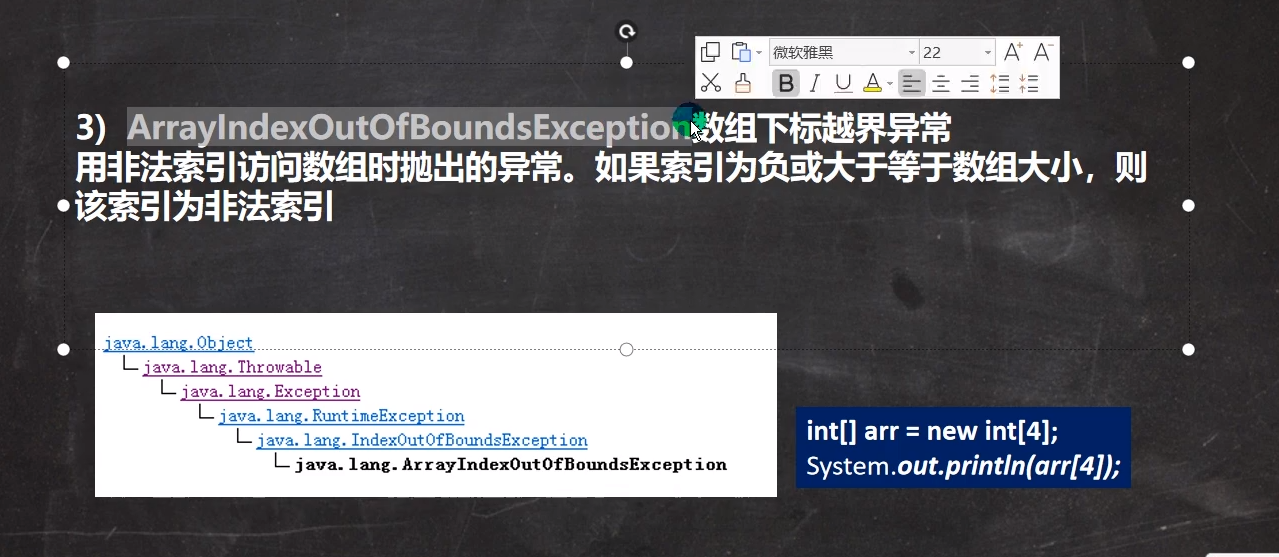 微软雅黑 22
B I U A
3）ArrayIndexOutOfBoundsException数组下标越界异常
用非法索引访问数组时抛出的异常。如果索引为负或大于等于数组大小，则
该索引为非法索引
java.lang.Object
java.lang.Throwable
java.lang.Exception
java.lang.RuntimeException
java.lang.IndexOutOfBoundsException
java.lang.ArrayIndexOutOfBoundsException
int[] arr = new int[4];
System.out.println(arr[4]);